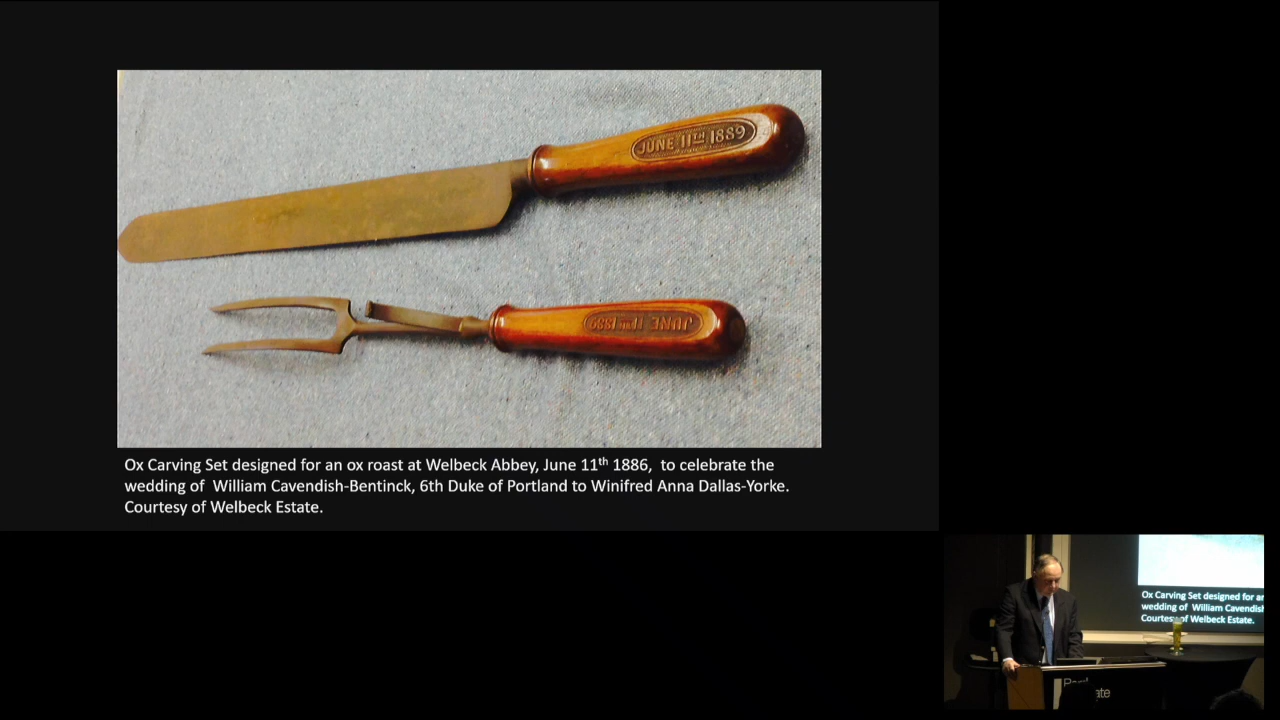 JUNE 11TH 1889
JUNE 11TH 1889
Ox Carving Set designed for an ox roast at Welbeck Abbey, June 11th 1886,  to celebrate the
wedding of  William Cavendish-Bentinck, 6th Duke of Portland to Winifred Anna Dallas-Yorke.
Courtesy of Welbeck Estate.
Ox Carving Set designed for an
wedding of  William Cavendish
Courtesy of Welbeck Estate.